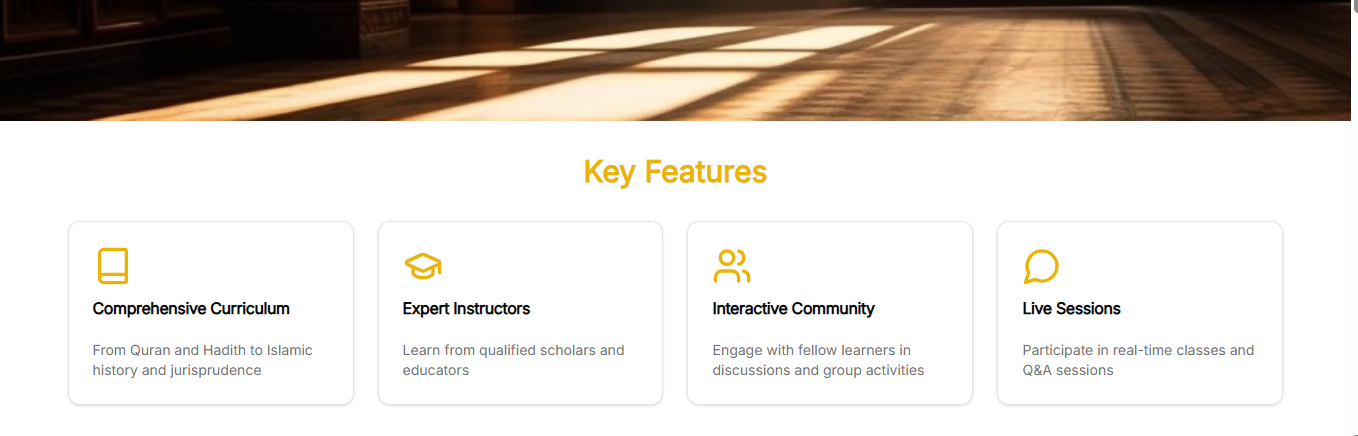 Key Features
Comprehensive Curriculum
From Quran and Hadith to Islamic
history and jurisprudence
Expert Instructors
Learn from qualified scholars and
educators
Interactive Community
Engage with fellow learners in
discussions and group activities
Live Sessions
Participate in real-time classes and
Q&A sessions